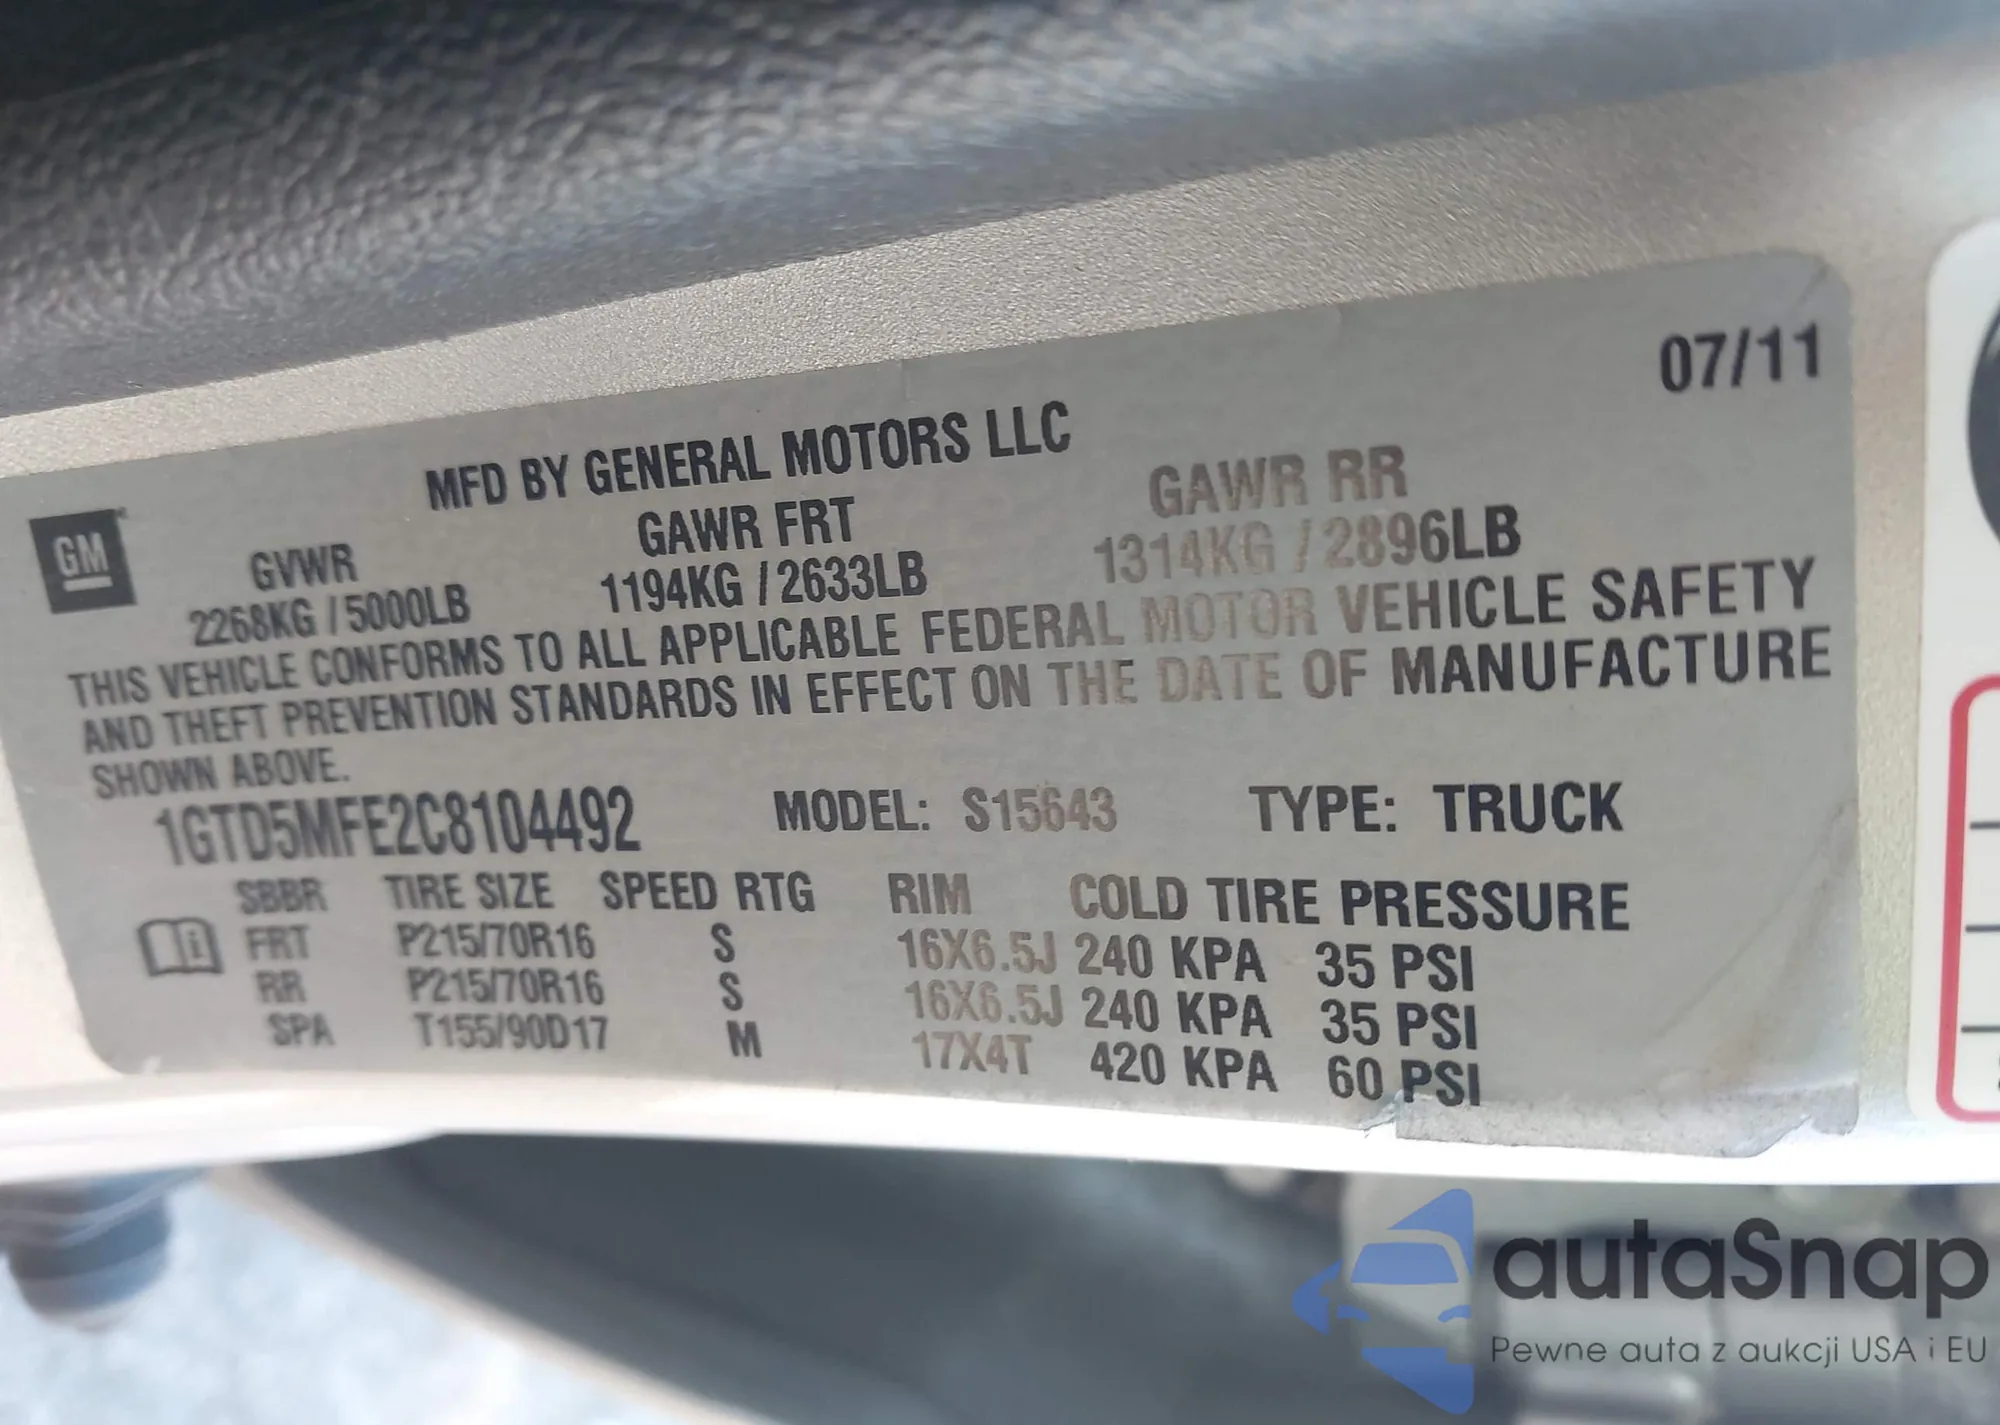 07/11
MFD BY GENERAL MOTORS LLC
GM
GVWR GAWR FRT GAWR RR
2268KG / 5000LB 1194KG / 2633LB 1314KG / 2896LB
THIS VEHICLE CONFORMS TO ALL APPLICABLE FEDERAL MOTOR VEHICLE SAFETY
AND THEFT PREVENTION STANDARDS IN EFFECT ON THE DATE OF MANUFACTURE
SHOWN ABOVE.
1GTD5MFE2C8104492 MODEL: S15643 TYPE: TRUCK
SBBR TIRE SIZE SPEED RTG RIM COLD TIRE PRESSURE
FRT P215/70R16 S 16X6.5J 240 KPA 35 PSI
RR P215/70R16 S 16X6.5J 240 KPA 35 PSI
SPA T155/90D17 M 17X4T 420 KPA 60 PSI
autaSnap
Pewne auta z aukcji USA i EU